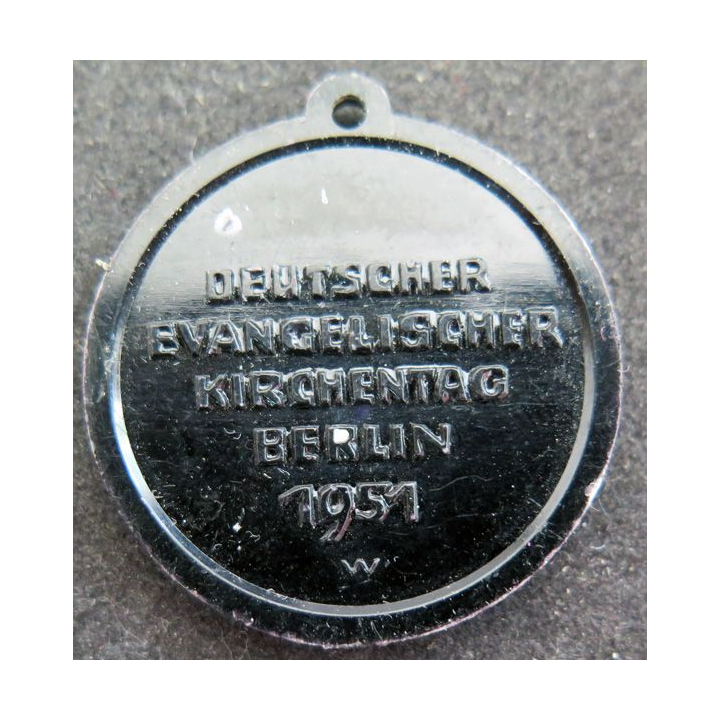 DEUTSCHER
EVANGELISCHER
KIRCHENTAG
BERLIN
1951
W